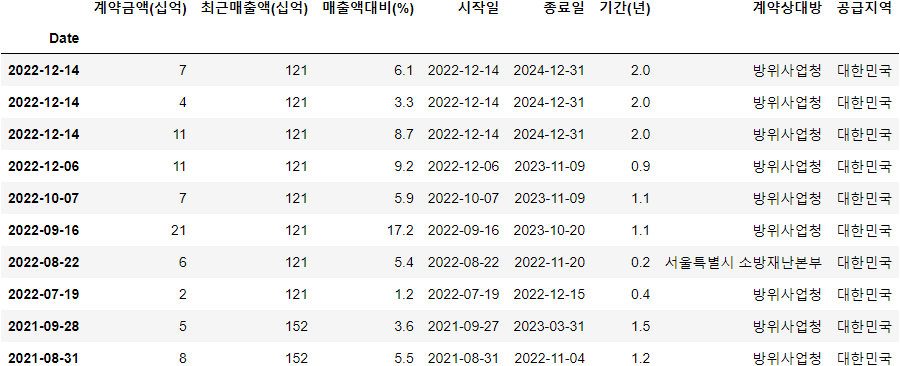 계약금액(십억) 최근매출액(십억) 매출액대비(%) 시작일 종료일 기간(년) 계약상대방 공급지역
Date
2022-12-14 7 121 6.1 2022-12-14 2024-12-31 2.0 방위사업청 대한민국
2022-12-14 4 121 3.3 2022-12-14 2024-12-31 2.0 방위사업청 대한민국
2022-12-14 11 121 8.7 2022-12-14 2024-12-31 2.0 방위사업청 대한민국
2022-12-06 11 121 9.2 2022-12-06 2023-11-09 0.9 방위사업청 대한민국
2022-10-07 7 121 5.9 2022-10-07 2023-11-09 1.1 방위사업청 대한민국
2022-09-16 21 121 17.2 2022-09-16 2023-10-20 1.1 방위사업청 대한민국
2022-08-22 6 121 5.4 2022-08-22 2022-11-20 0.2 서울특별시 소방재난본부 대한민국
2022-07-19 2 121 1.2 2022-07-19 2022-12-15 0.4 방위사업청 대한민국
2021-09-28 5 152 3.6 2021-09-27 2023-03-31 1.5 방위사업청 대한민국
2021-08-31 8 152 5.5 2021-08-31 2022-11-04 1.2 방위사업청 대한민국